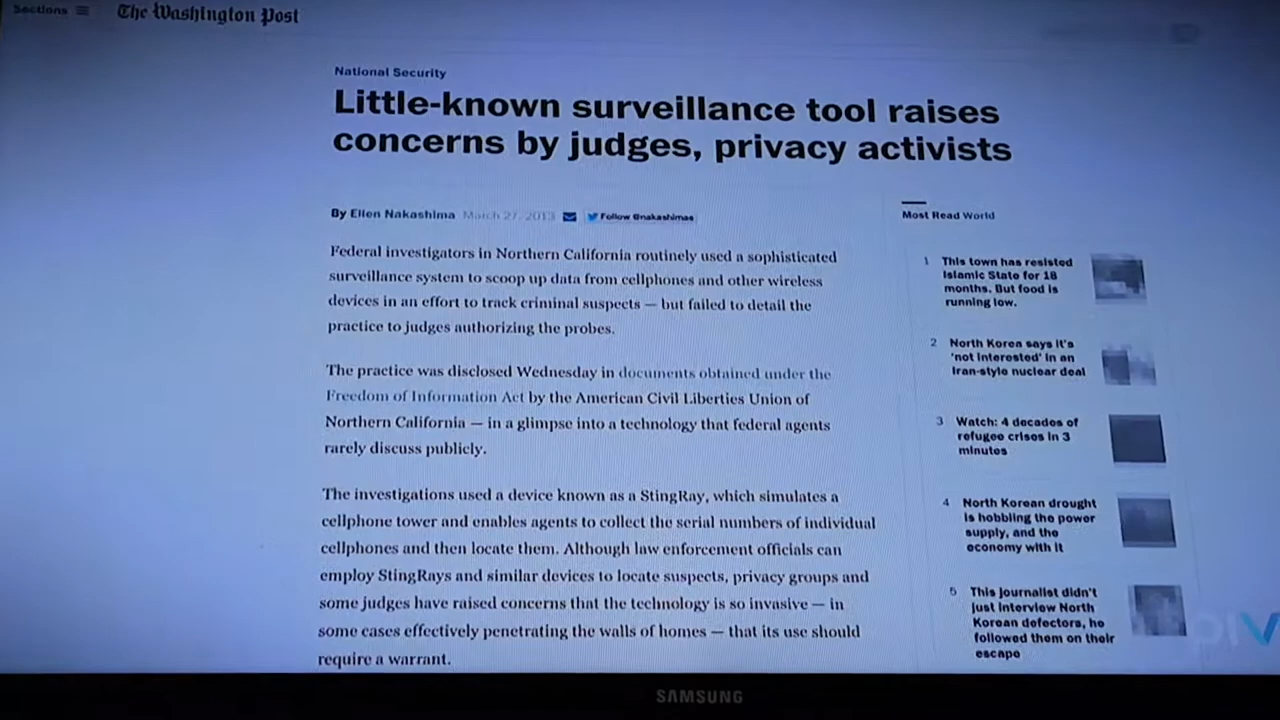 Sections
The Washington Post
National Security
Little-known surveillance tool raises
concerns by judges, privacy activists
By Ellen Nakashima March 27, 2013
Follow @nakashimae
Federal investigators in Northern California routinely used a sophisticated
surveillance system to scoop up data from cellphones and other wireless
devices in an effort to track criminal suspects — but failed to detail the
practice to judges authorizing the probes.
The practice was disclosed Wednesday in documents obtained under the
Freedom of Information Act by the American Civil Liberties Union of
Northern California — in a glimpse into a technology that federal agents
rarely discuss publicly.
The investigations used a device known as a StingRay, which simulates a
cellphone tower and enables agents to collect the serial numbers of individual
cellphones and then locate them. Although law enforcement officials can
employ StingRays and similar devices to locate suspects, privacy groups and
some judges have raised concerns that the technology is so invasive — in
some cases effectively penetrating the walls of homes — that its use should
require a warrant.
Most Read World
1 This town has resisted
Islamic State for 18
months. But food is
running low.
2 North Korea says it's
'not interested' in an
Iran-style nuclear deal
3 Watch: 4 decades of
refugee crises in 3
minutes
4 North Korean drought
is hobbling the power
supply, and the
economy with it
5 This journalist didn't
just interview North
Korean defectors, he
followed them on their
escape
SAMSUNG